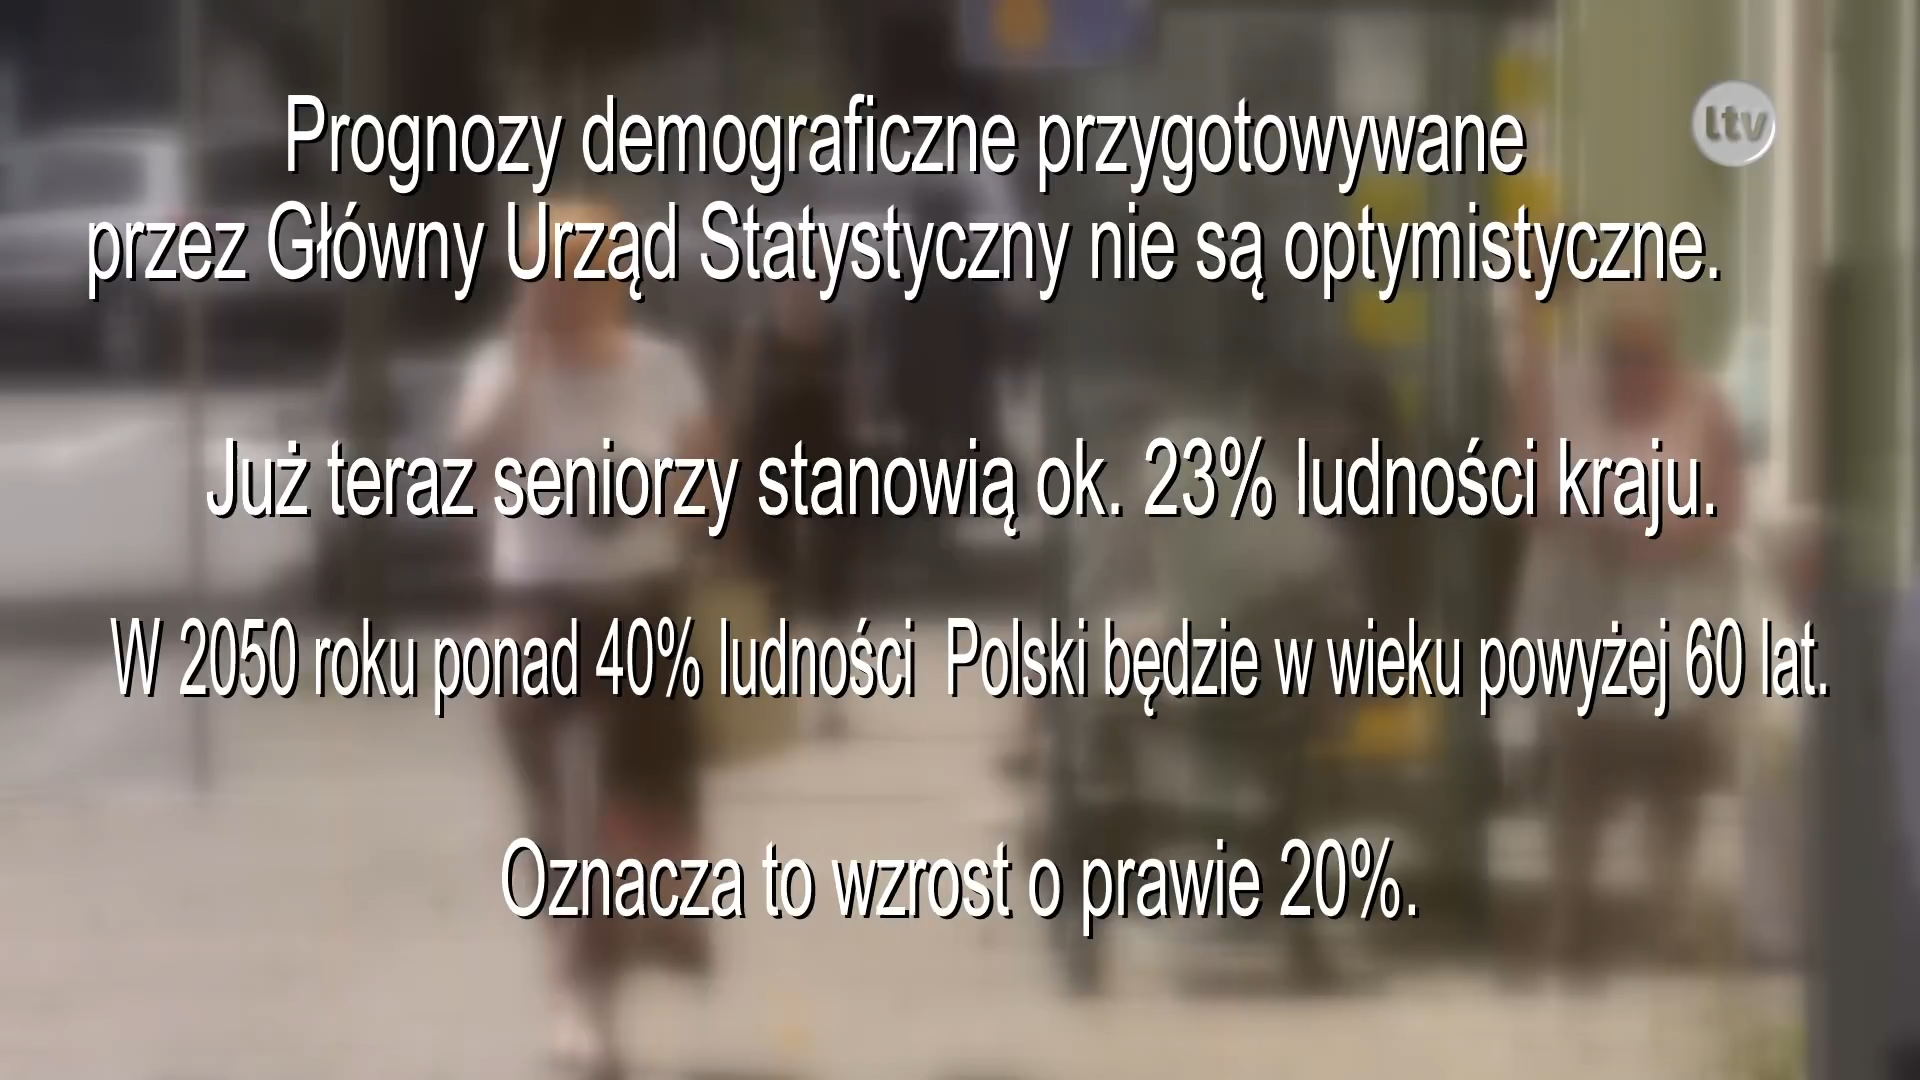 Prognozy demograficzne przygotowywane
ltv
przez Główny Urząd Statystyczny nie są optymistyczne.
Już teraz seniorzy stanowią ok. 23% ludności kraju.
W 2050 roku ponad 40% ludności Polski będzie w wieku powyżej 60 lat.
Oznacza to wzrost o prawie 20%.